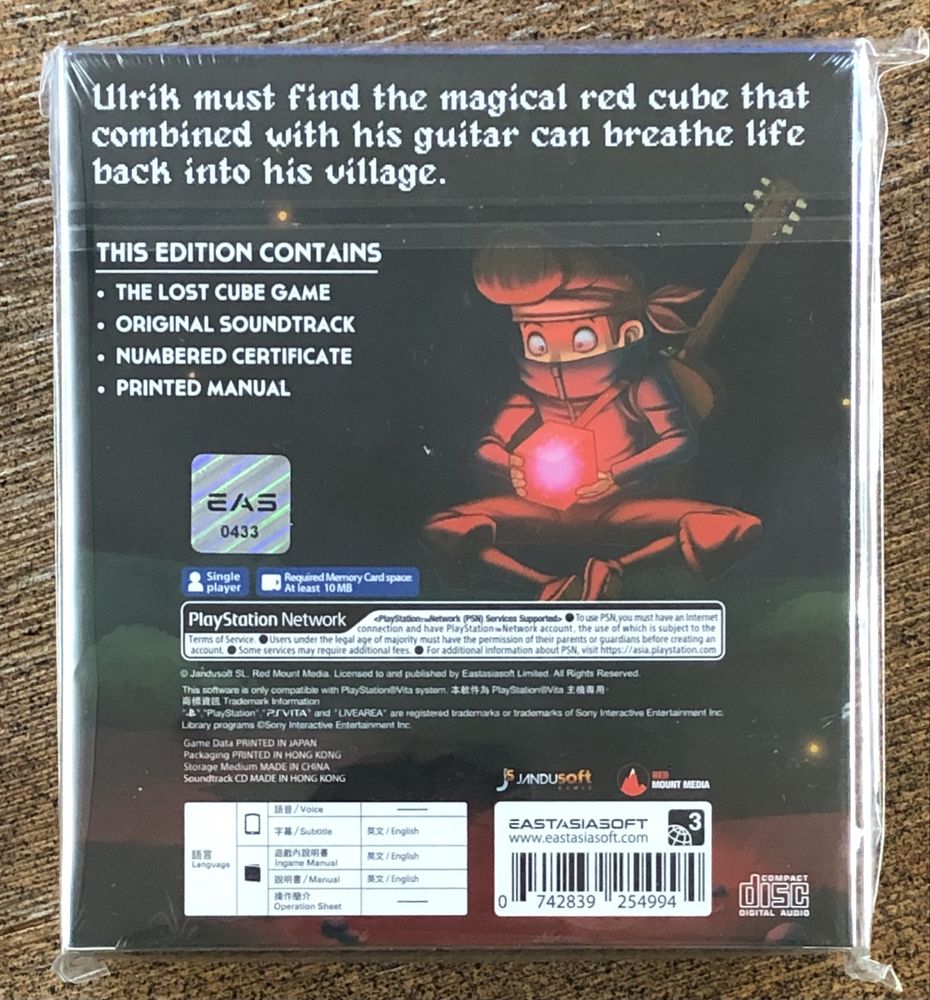 Ulrik must find the magical red cube that
combined with his guitar can breathe life
back into his village.
THIS EDITION CONTAINS
• THE LOST CUBE GAME
• ORIGINAL SOUNDTRACK
• NUMBERED CERTIFICATE
• PRINTED MANUAL
EAS
0433
Single
player
Required Memory Card space:
At least 10 MB
PlayStation Network
<PlayStation™Network (PSN) Services Supported> ● To use PSN, you must have an Internet
connection and have PlayStation™Network account, the use of which is subject to the
Terms of Service. ● Users under the legal age of majority must have the permission of their parents or guardians before creating an
account. ● Some services may require additional fees. ● For additional information about PSN, visit https://asia.playstation.com
© Jandusoft SL, Red Mount Media. Licensed to and published by Eastasiasoft Limited. All Rights Reserved.
This software is only compatible with PlayStation®Vita system. 本軟件為 PlayStation®Vita 主機專用。
商標資訊 Trademark Information
"PlayStation", "PSVITA" and "LIVEAREA" are registered trademarks or trademarks of Sony Interactive Entertainment Inc.
Library programs ©Sony Interactive Entertainment Inc.
Game Data PRINTED IN JAPAN
Packaging PRINTED IN HONG KONG
Storage Medium MADE IN CHINA
Soundtrack CD MADE IN HONG KONG
JS JANDUSOFT
GAMES
RED
MOUNT MEDIA
語言
Language
語音/Voice
字幕/Subtitle 英文/English
遊戲內說明書
Ingame Manual 英文/English
說明書/Manual 英文/English
操作簡介
Operation Sheet
EASTASIASOFT
www.eastasiasoft.com
3
0 742839 254994
COMPACT
disc
DIGITAL AUDIO